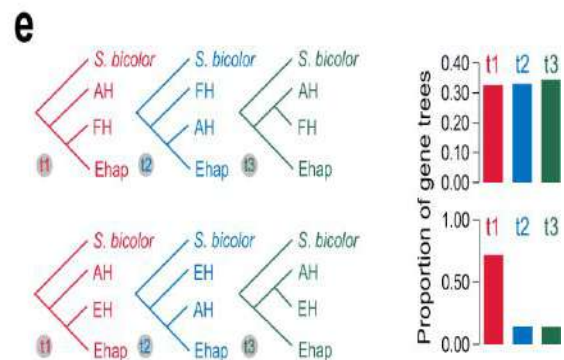 e
S. bicolor
AH
FH
Ehap
t1
S. bicolor
FH
AH
Ehap
t2
S. bicolor
AH
FH
Ehap
t3
S. bicolor
AH
EH
Ehap
t1
S. bicolor
EH
AH
Ehap
t2
S. bicolor
AH
EH
Ehap
t3
Proportion of gene trees
0.40
0.30
0.20
0.10
0.00
t1 t2 t3
1.00
0.50
0.00
t1 t2 t3